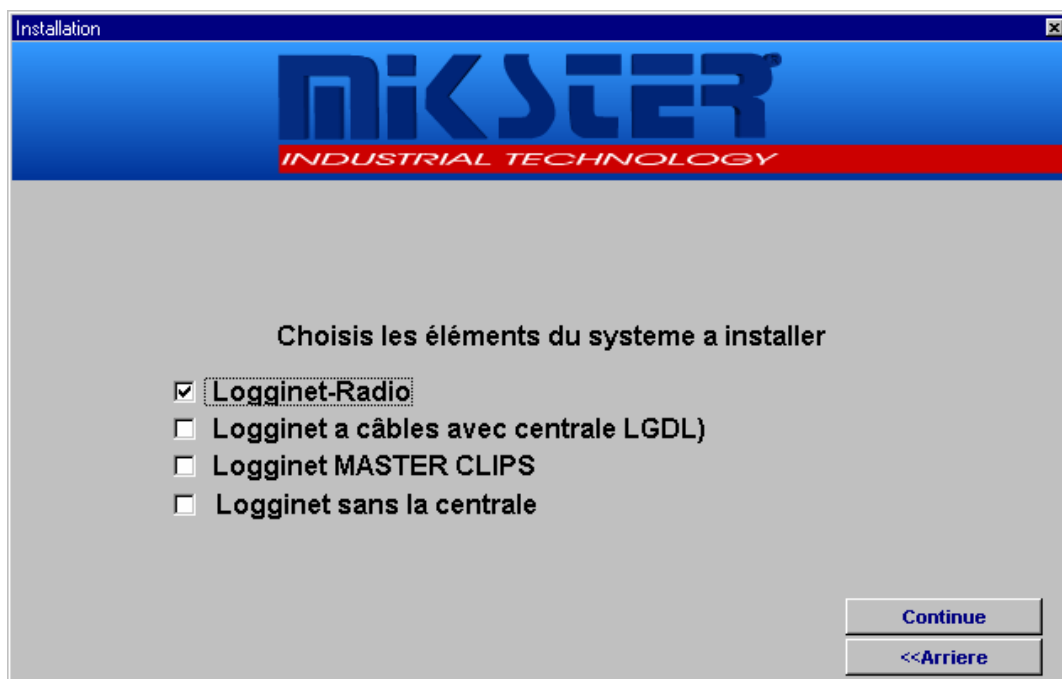 Installation
MIKSTER®
INDUSTRIAL TECHNOLOGY
Choisis les éléments du systeme a installer
Logginet-Radio
Logginet a câbles avec centrale LGDL)
Logginet MASTER CLIPS
Logginet sans la centrale
Continue
<<Arriere